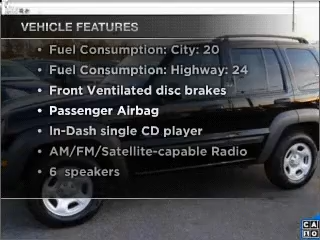 VEHICLE FEATURES
• Fuel Consumption: City: 20
• Fuel Consumption: Highway: 24
• Front Ventilated disc brakes
• Passenger Airbag
• In-Dash single CD player
• AM/FM/Satellite-capable Radio
• 6 speakers